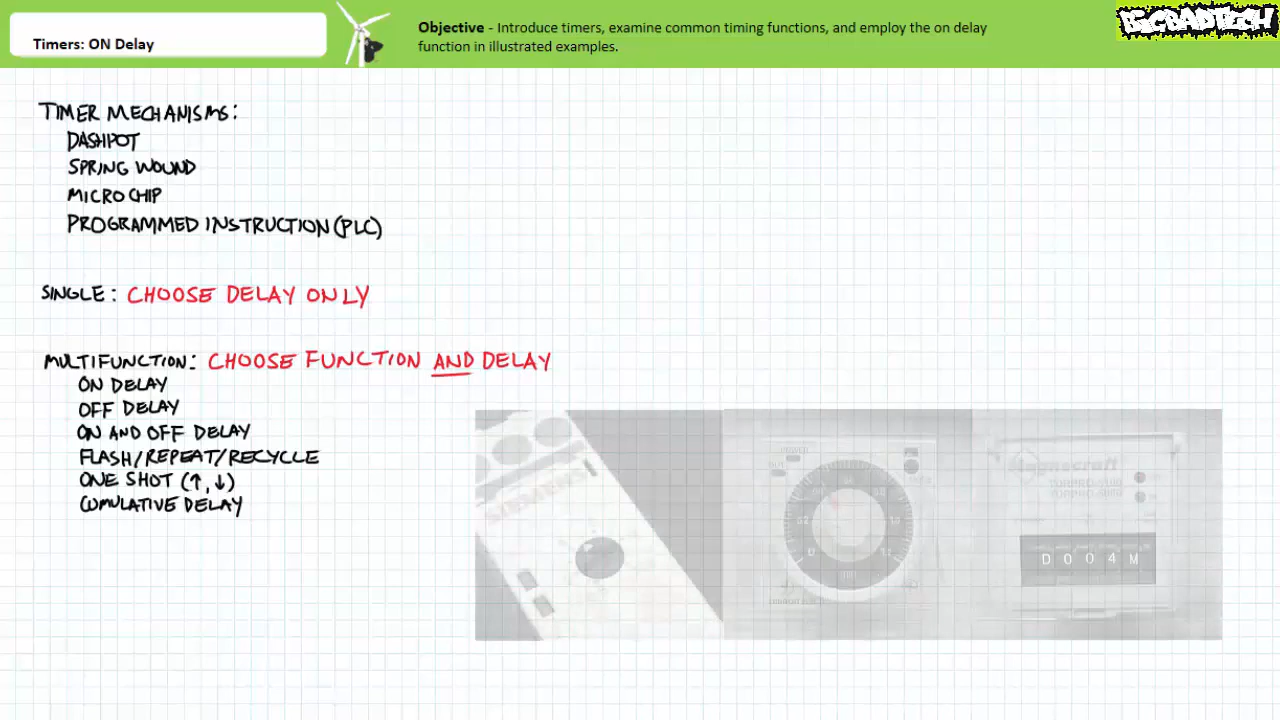 Timers: ON Delay
Objective - Introduce timers, examine common timing functions, and employ the on delay
function in illustrated examples.
BIGBADTECH
TIMER MECHANISMS:
DASHPOT
SPRING WOUND
MICROCHIP
PROGRAMMED INSTRUCTION (PLC)
SINGLE: CHOOSE DELAY ONLY
MULTIFUNCTION: CHOOSE FUNCTION AND DELAY
ON DELAY
OFF DELAY
ON AND OFF DELAY
FLASH/REPEAT/RECYCLE
ONE SHOT (↑,↓)
CUMULATIVE DELAY
SIEMENS
POWER
OUT
Magnecraft
D 0 0 4 M